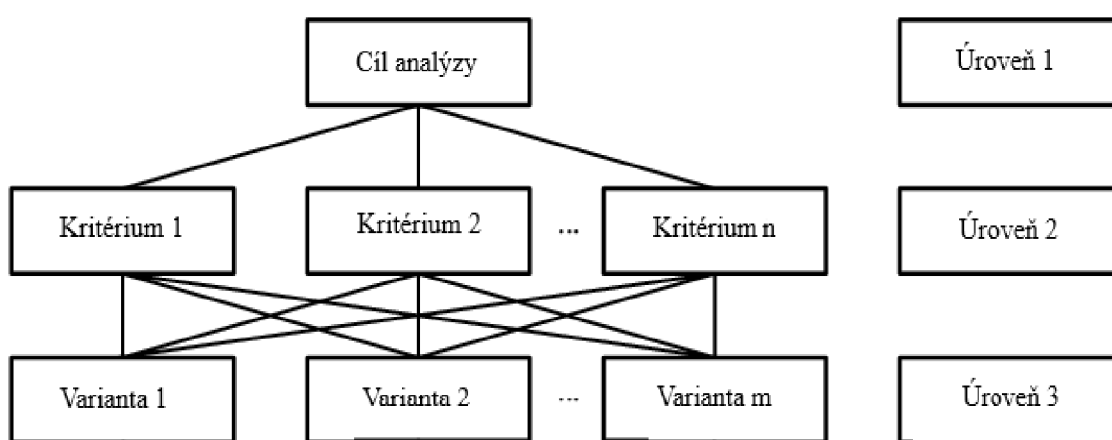 Cíl analýzy
Úroveň 1
Kritérium 1
Kritérium 2
...
Kritérium n
Úroveň 2
Varianta 1
Varianta 2
...
Varianta m
Úroveň 3